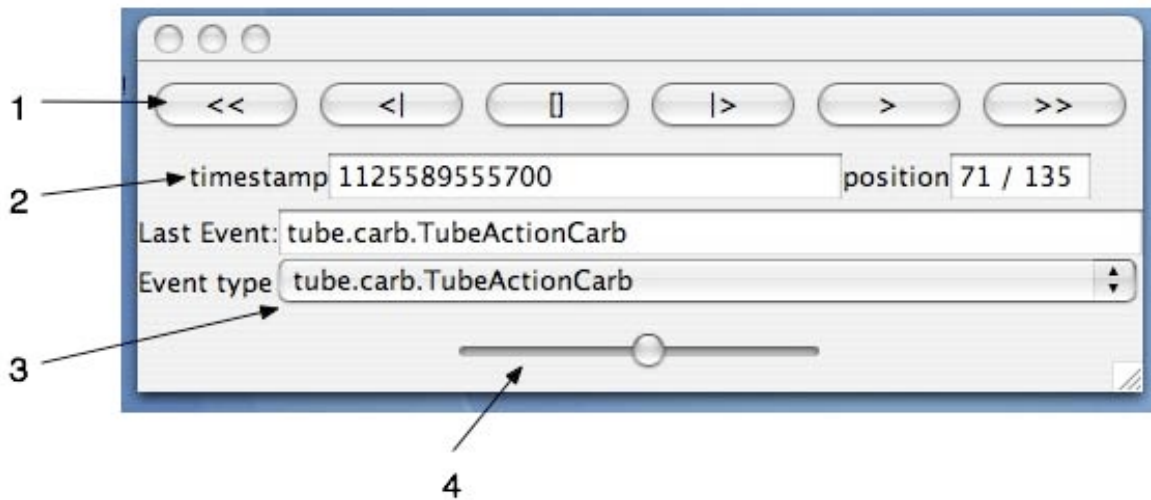 1 << <| [] |> > >>
2 timestamp 1125589555700 position 71 / 135
Last Event: tube.carb.TubeActionCarb
Event type tube.carb.TubeActionCarb
3
4